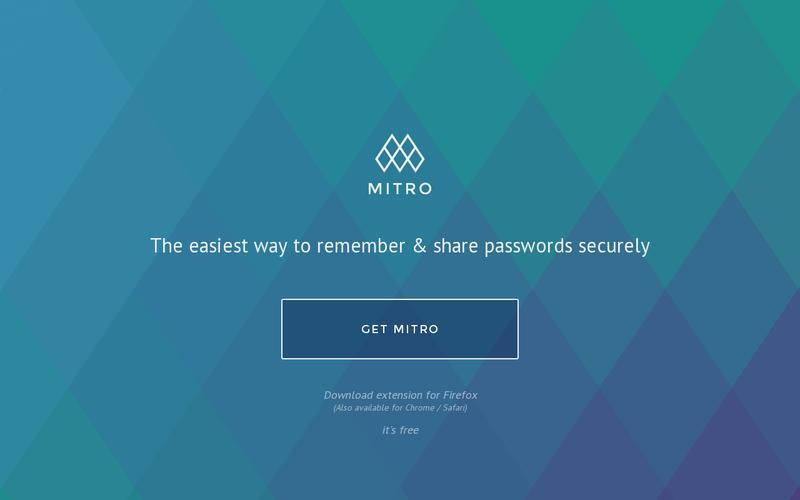 MITRO
The easiest way to remember & share passwords securely
GET MITRO
Download extension for Firefox
(Also available for Chrome / Safari)
it's free